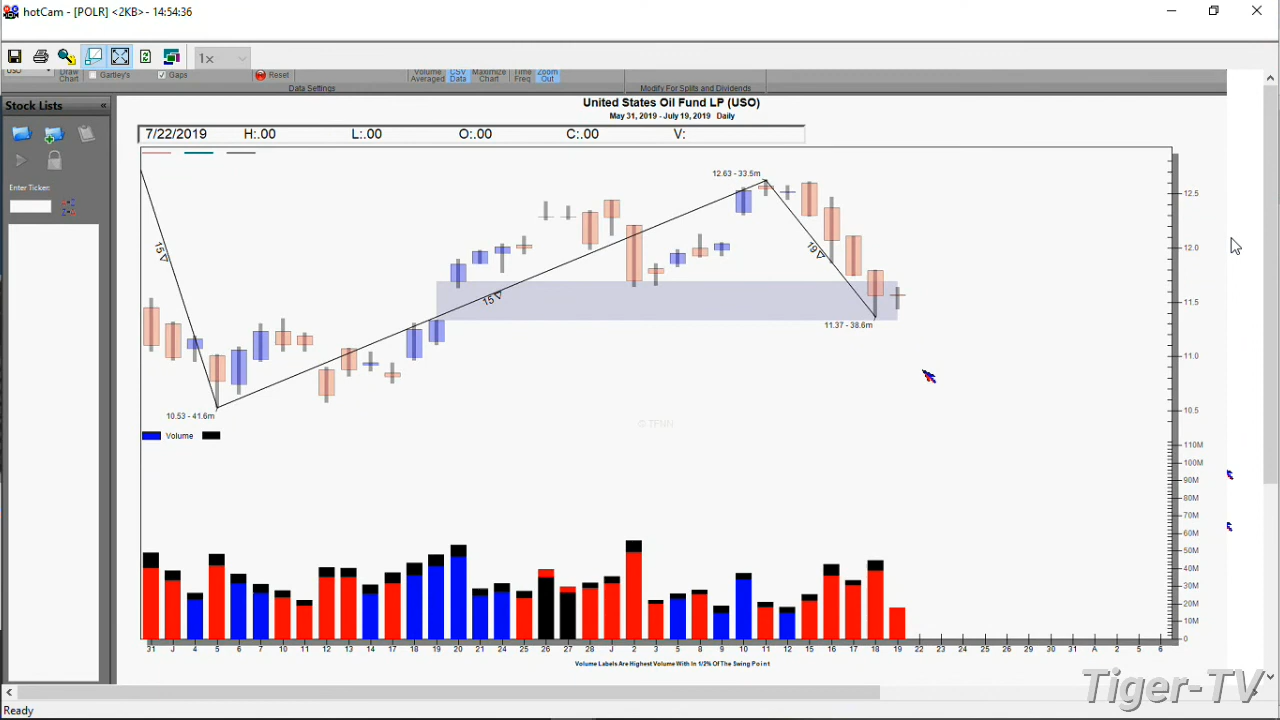 hotCam - [POLR] <2KB> - 14:54:36
1x
USO
Draw Chart
Gartley's
Gaps
Reset
Volume Averaged
CSV Data
Maximize Chart
Time Freq
Zoom Out
Data Settings
Modify For Splits and Dividends
Stock Lists
«
Enter Ticker:
United States Oil Fund LP (USO)
May 31, 2019 - July 19, 2019 Daily
7/22/2019 H:.00 L:.00 O:.00 C:.00 V:
12.63 - 33.5m
12.5
12.0
15
19
15
11.5
11.37 - 38.6m
11.0
10.53 - 41.6m
10.5
© TFNN
Volume
110M
100M
90M
80M
70M
60M
50M
40M
30M
20M
10M
0
31 J 4 5 6 7 10 11 12 13 14 17 18 19 20 21 24 25 26 27 28 J 2 3 5 8 9 10 11 12 15 16 17 18 19 22 23 24 25 26 29 30 31 A 2 5 6
Volume Labels Are Highest Volume With In 1/2% Of The Swing Point
Tiger-TV
Ready